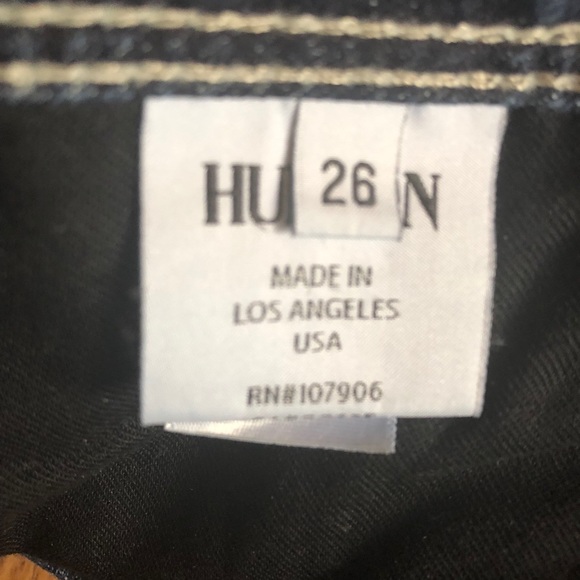 HU 26 N
MADE IN
LOS ANGELES
USA
RN#107906